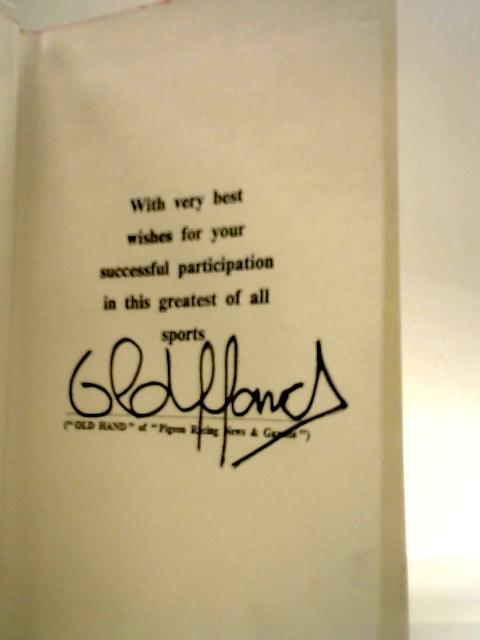 With very best
wishes for your
successful participation
in this greatest of all
sports
Old Hand
("OLD HAND" of "Pigeon Racing News & Gazette")